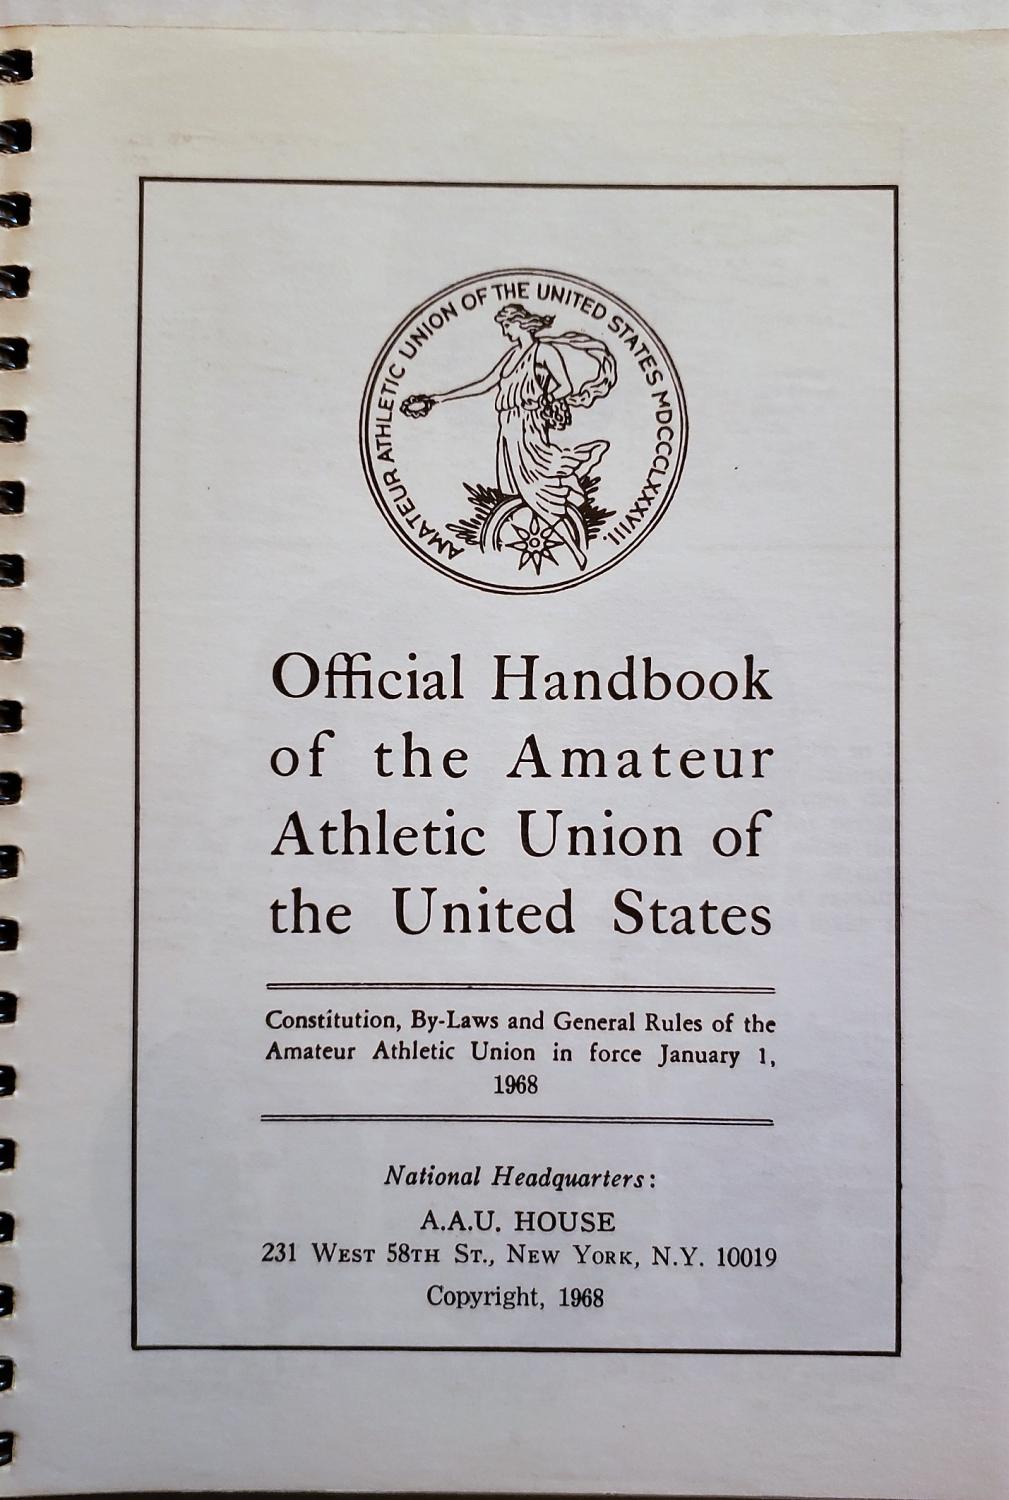 AMATEUR ATHLETIC UNION OF THE UNITED STATES MDCCCLXXXVIII.
Official Handbook
of the Amateur
Athletic Union of
the United States
Constitution, By-Laws and General Rules of the
Amateur Athletic Union in force January 1,
1968
National Headquarters:
A.A.U. HOUSE
231 WEST 58TH ST., NEW YORK, N.Y. 10019
Copyright, 1968